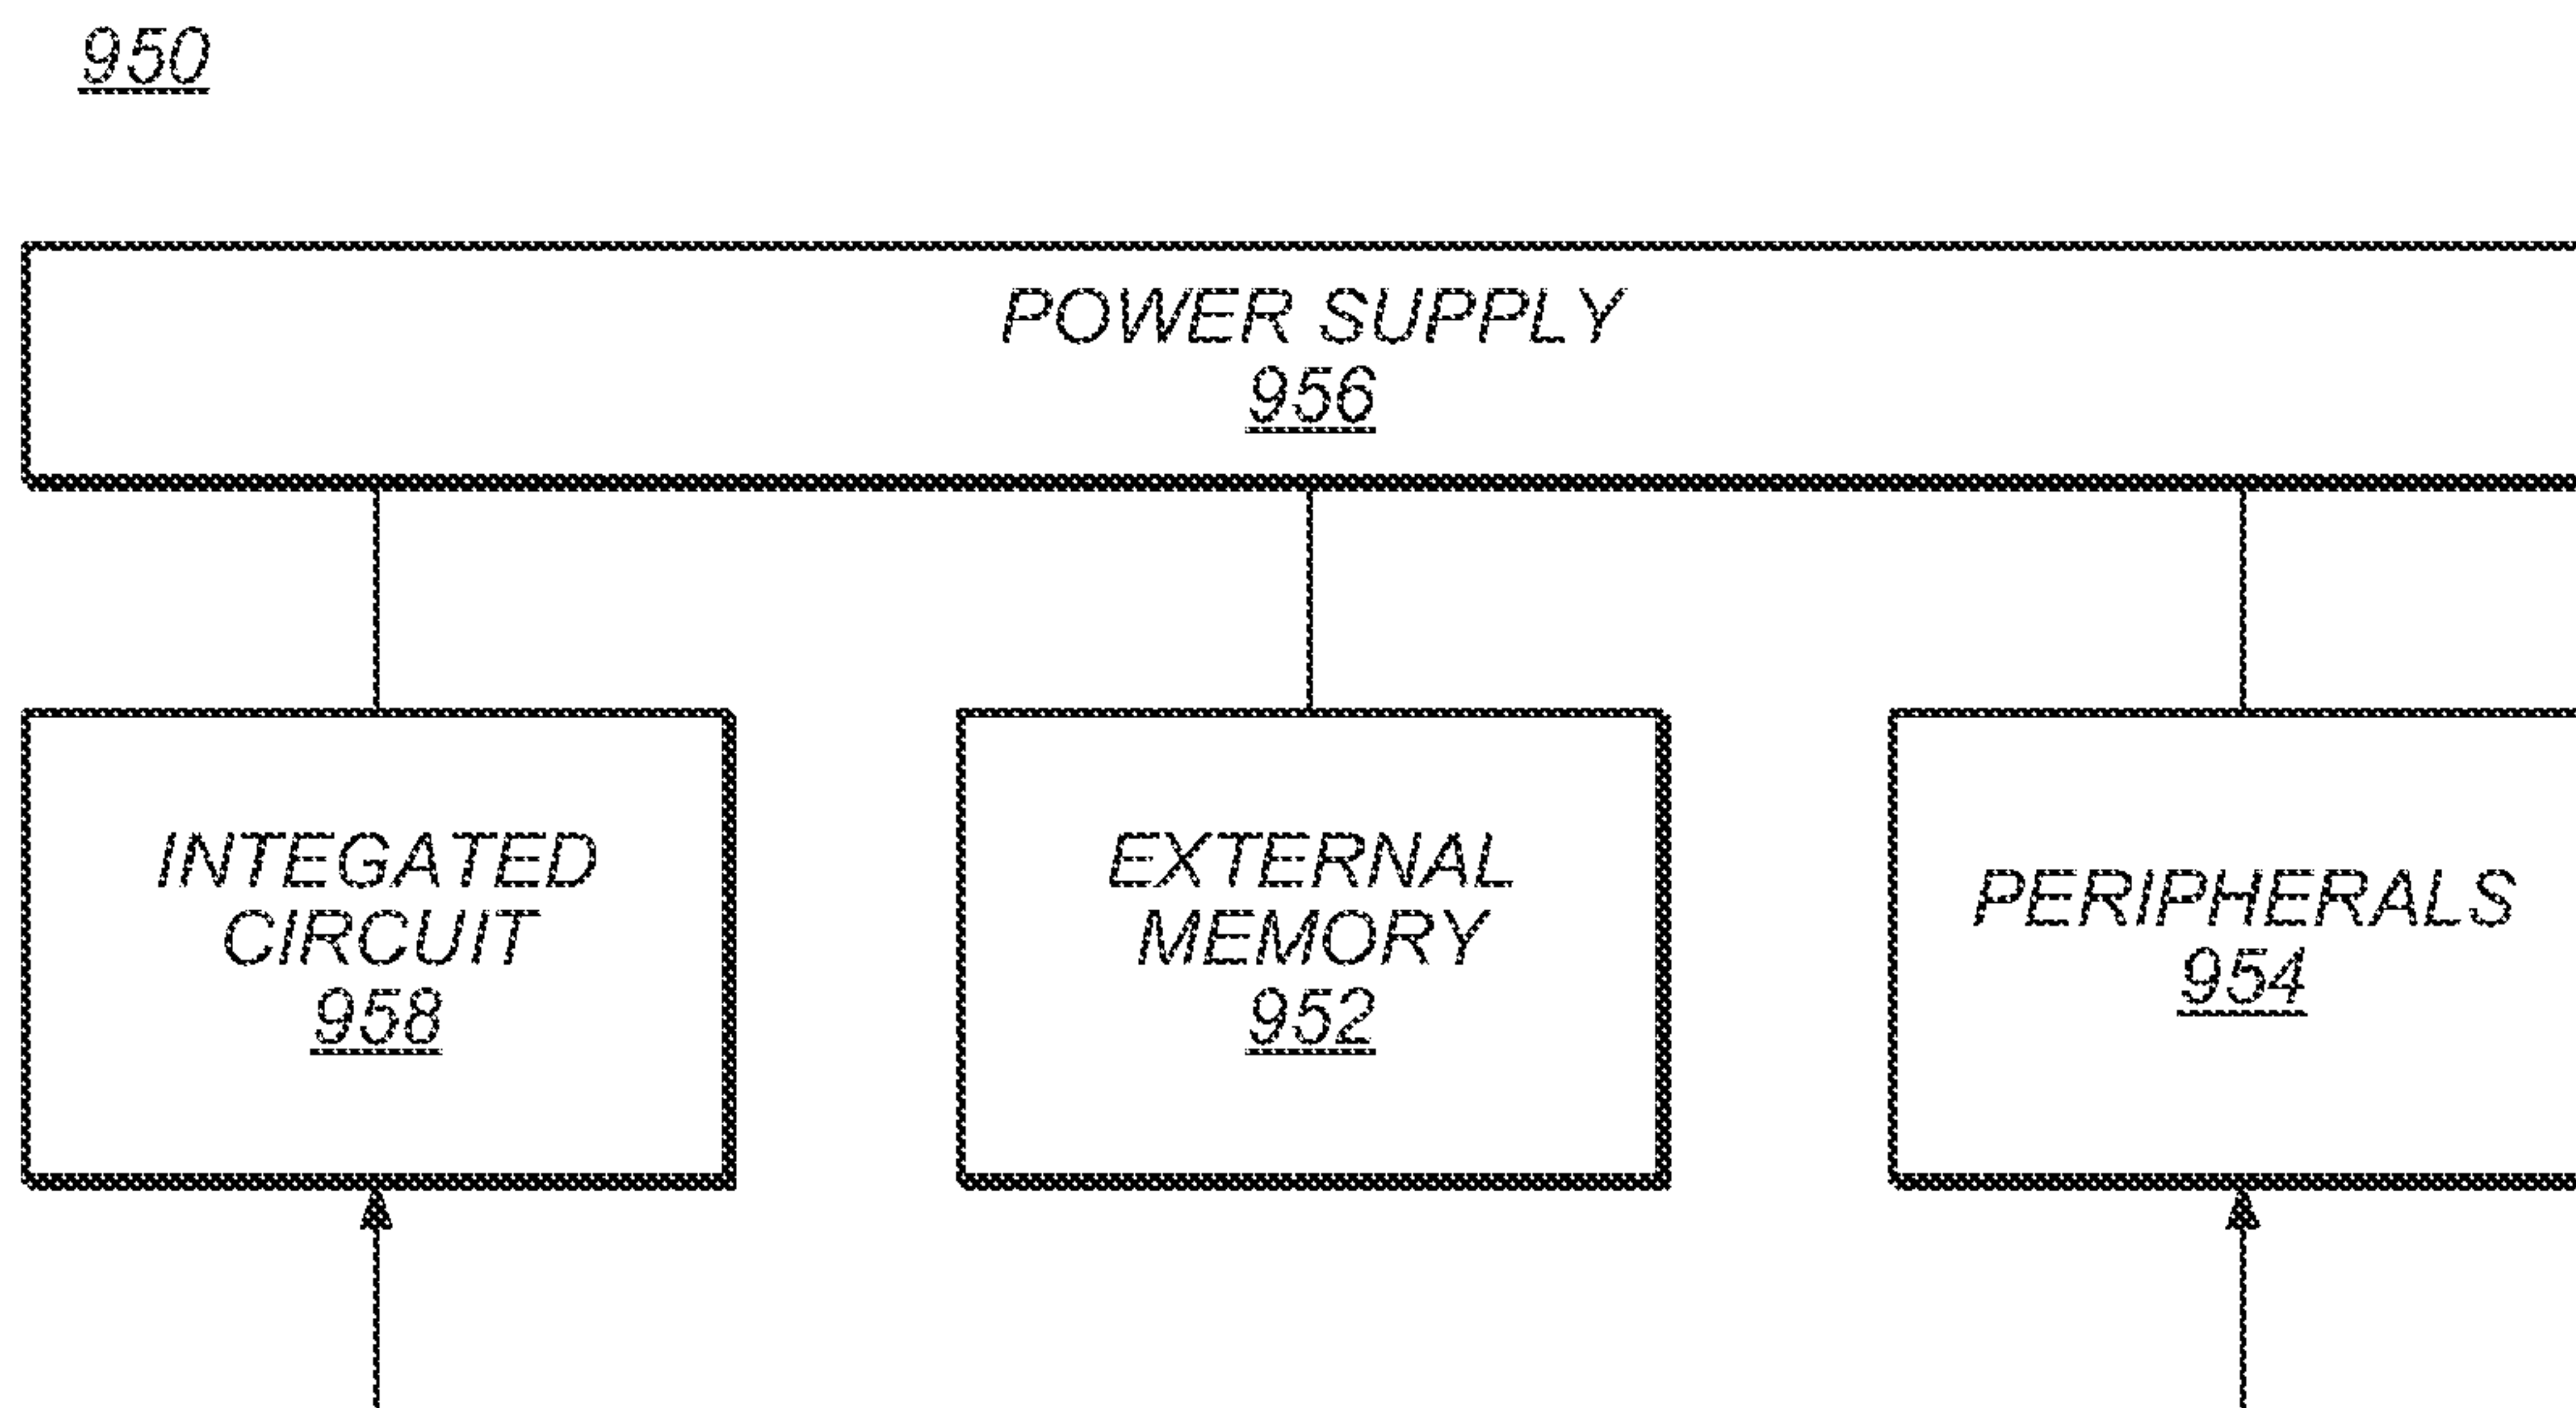 950
POWER SUPPLY
956
INTEGATED
CIRCUIT
958
EXTERNAL
MEMORY
952
PERIPHERALS
954